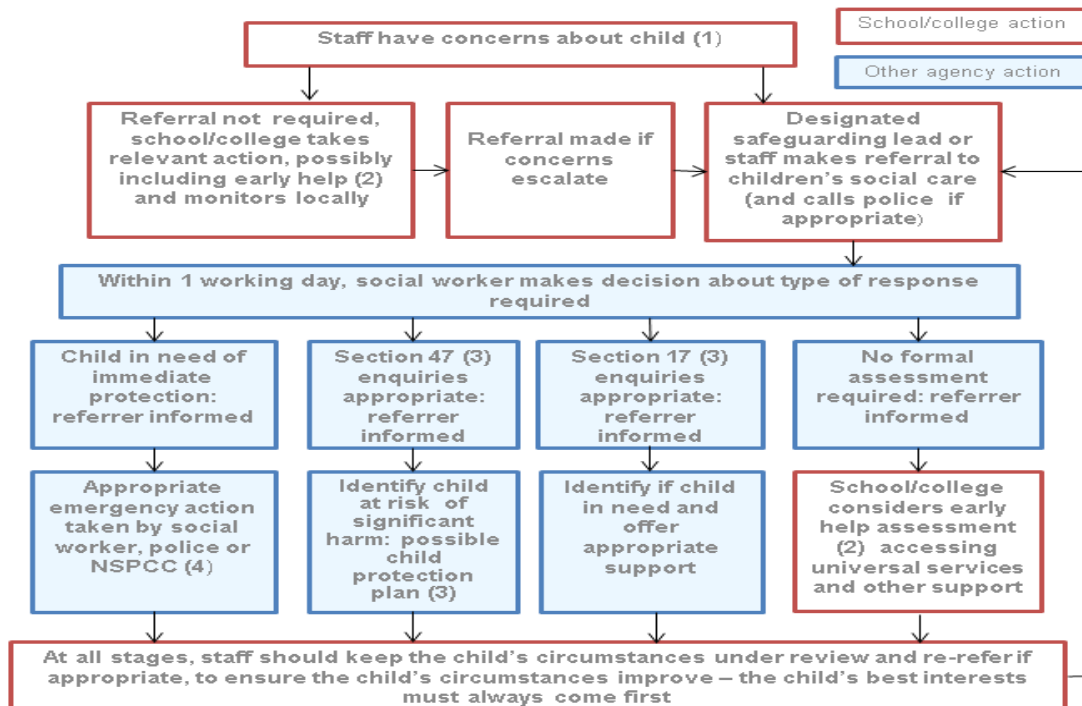 School/college action
Other agency action
Staff have concerns about child (1)
Referral not required,
school/college takes
relevant action, possibly
including early help (2)
and monitors locally
Referral made if
concerns
escalate
Designated
safeguarding lead or
staff makes referral to
children's social care
(and calls police if
appropriate)
Within 1 working day, social worker makes decision about type of response
required
Child in need of
immediate
protection:
referrer informed
Section 47 (3)
enquiries
appropriate:
referrer
informed
Section 17 (3)
enquiries
appropriate:
referrer
informed
No formal
assessment
required: referrer
informed
Appropriate
emergency action
taken by social
worker, police or
NSPCC (4)
Identify child
at risk of
significant
harm: possible
child
protection
plan (3)
Identify if child
in need and
offer
appropriate
support
School/college
considers early
help assessment
(2) accessing
universal services
and other support
At all stages, staff should keep the child's circumstances under review and re-refer if
appropriate, to ensure the child's circumstances improve – the child's best interests
must always come first